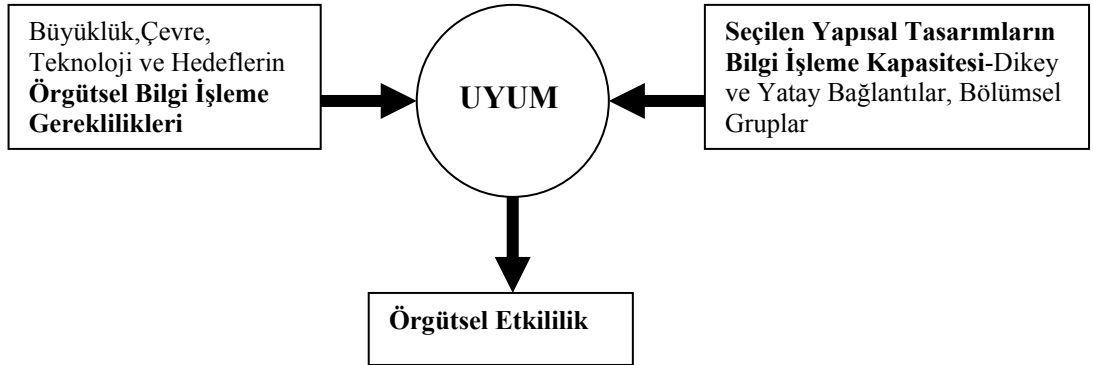 Büyüklük,Çevre,
Teknoloji ve Hedeflerin
Örgütsel Bilgi İşleme
Gereklilikleri
UYUM
Seçilen Yapısal Tasarımların
Bilgi İşleme Kapasitesi-Dikey
ve Yatay Bağlantılar, Bölümsel
Gruplar
Örgütsel Etkililik